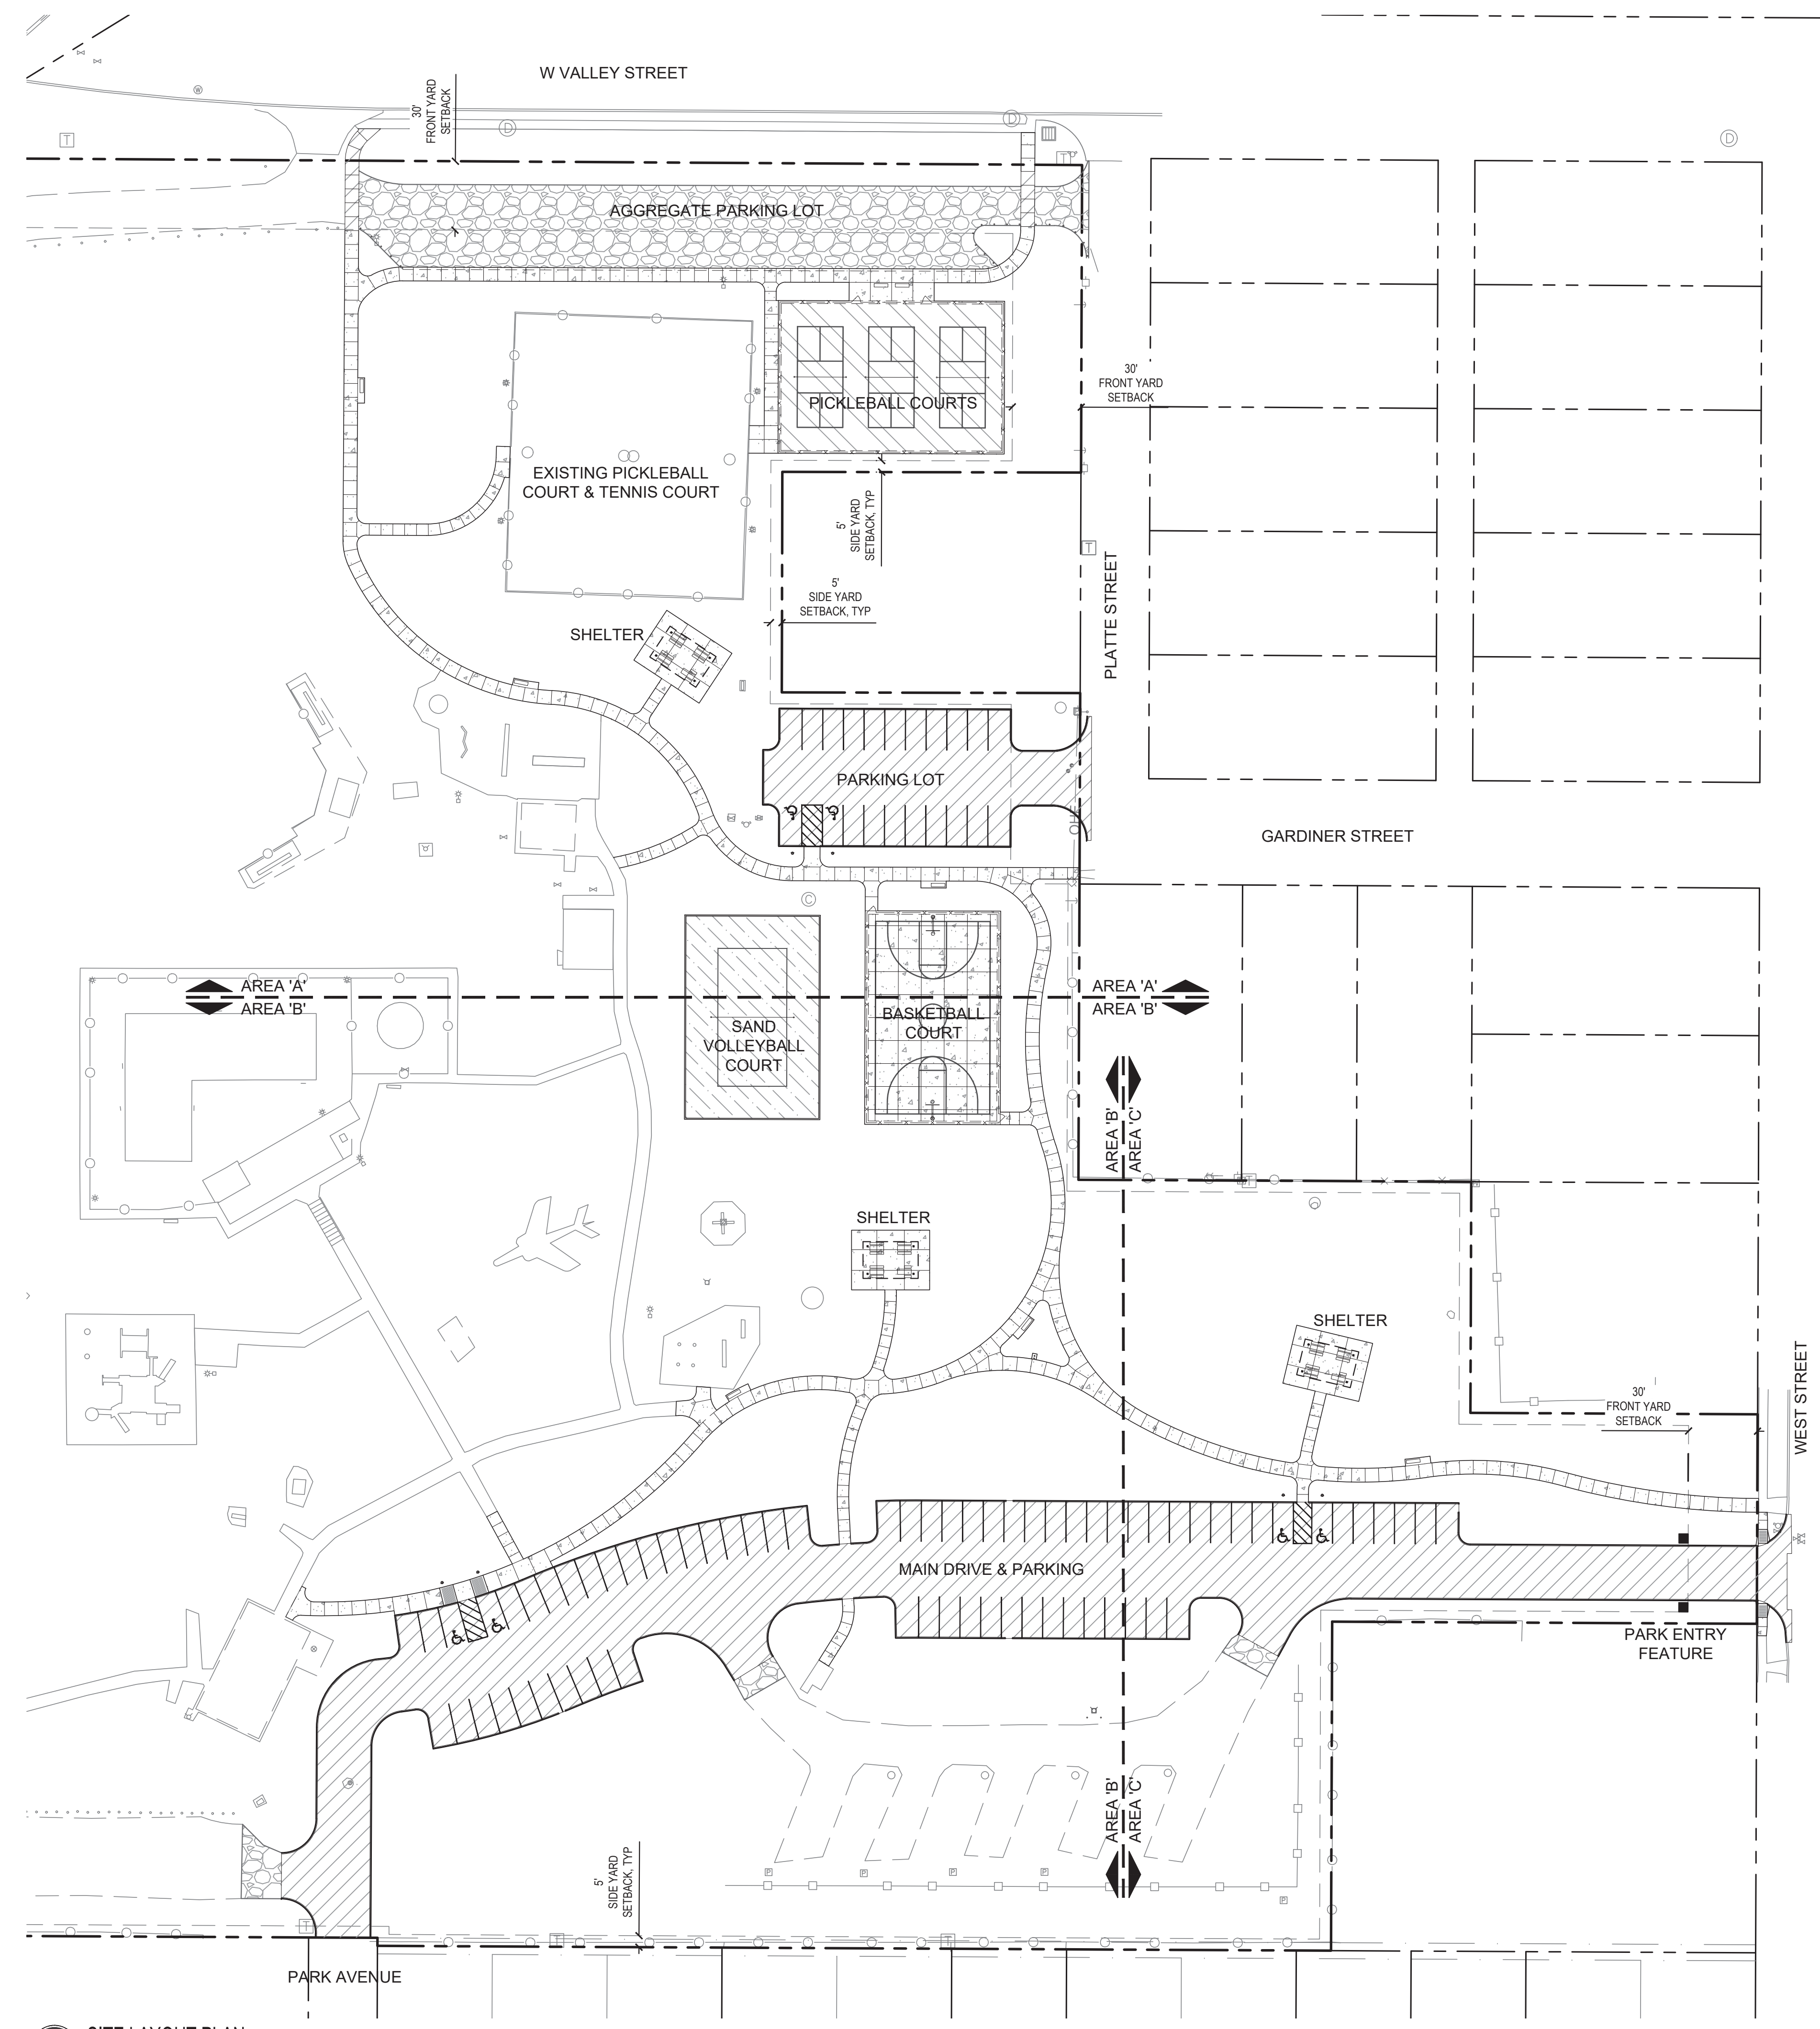 W VALLEY STREET
30'
FRONT YARD
SETBACK
W
T
D
D
D
T
AGGREGATE PARKING LOT
30'
FRONT YARD
SETBACK
PICKLEBALL COURTS
EXISTING PICKLEBALL
COURT & TENNIS COURT
5'
SIDE YARD
SETBACK, TYP
T
5'
SIDE YARD
SETBACK, TYP
PLATTE STREET
SHELTER
PARKING LOT
GARDINER STREET
C
AREA 'A'
AREA 'B'
AREA 'A'
AREA 'B'
SAND
VOLLEYBALL
COURT
BASKETBALL
COURT
AREA 'B'
AREA 'C'
T
SHELTER
SHELTER
30'
FRONT YARD
SETBACK
WEST STREET
MAIN DRIVE & PARKING
PARK ENTRY
FEATURE
AREA 'B'
AREA 'C'
5'
SIDE YARD
SETBACK, TYP
P
P
P
P
P
T
T
T
PARK AVENUE
SITE LAYOUT PLAN